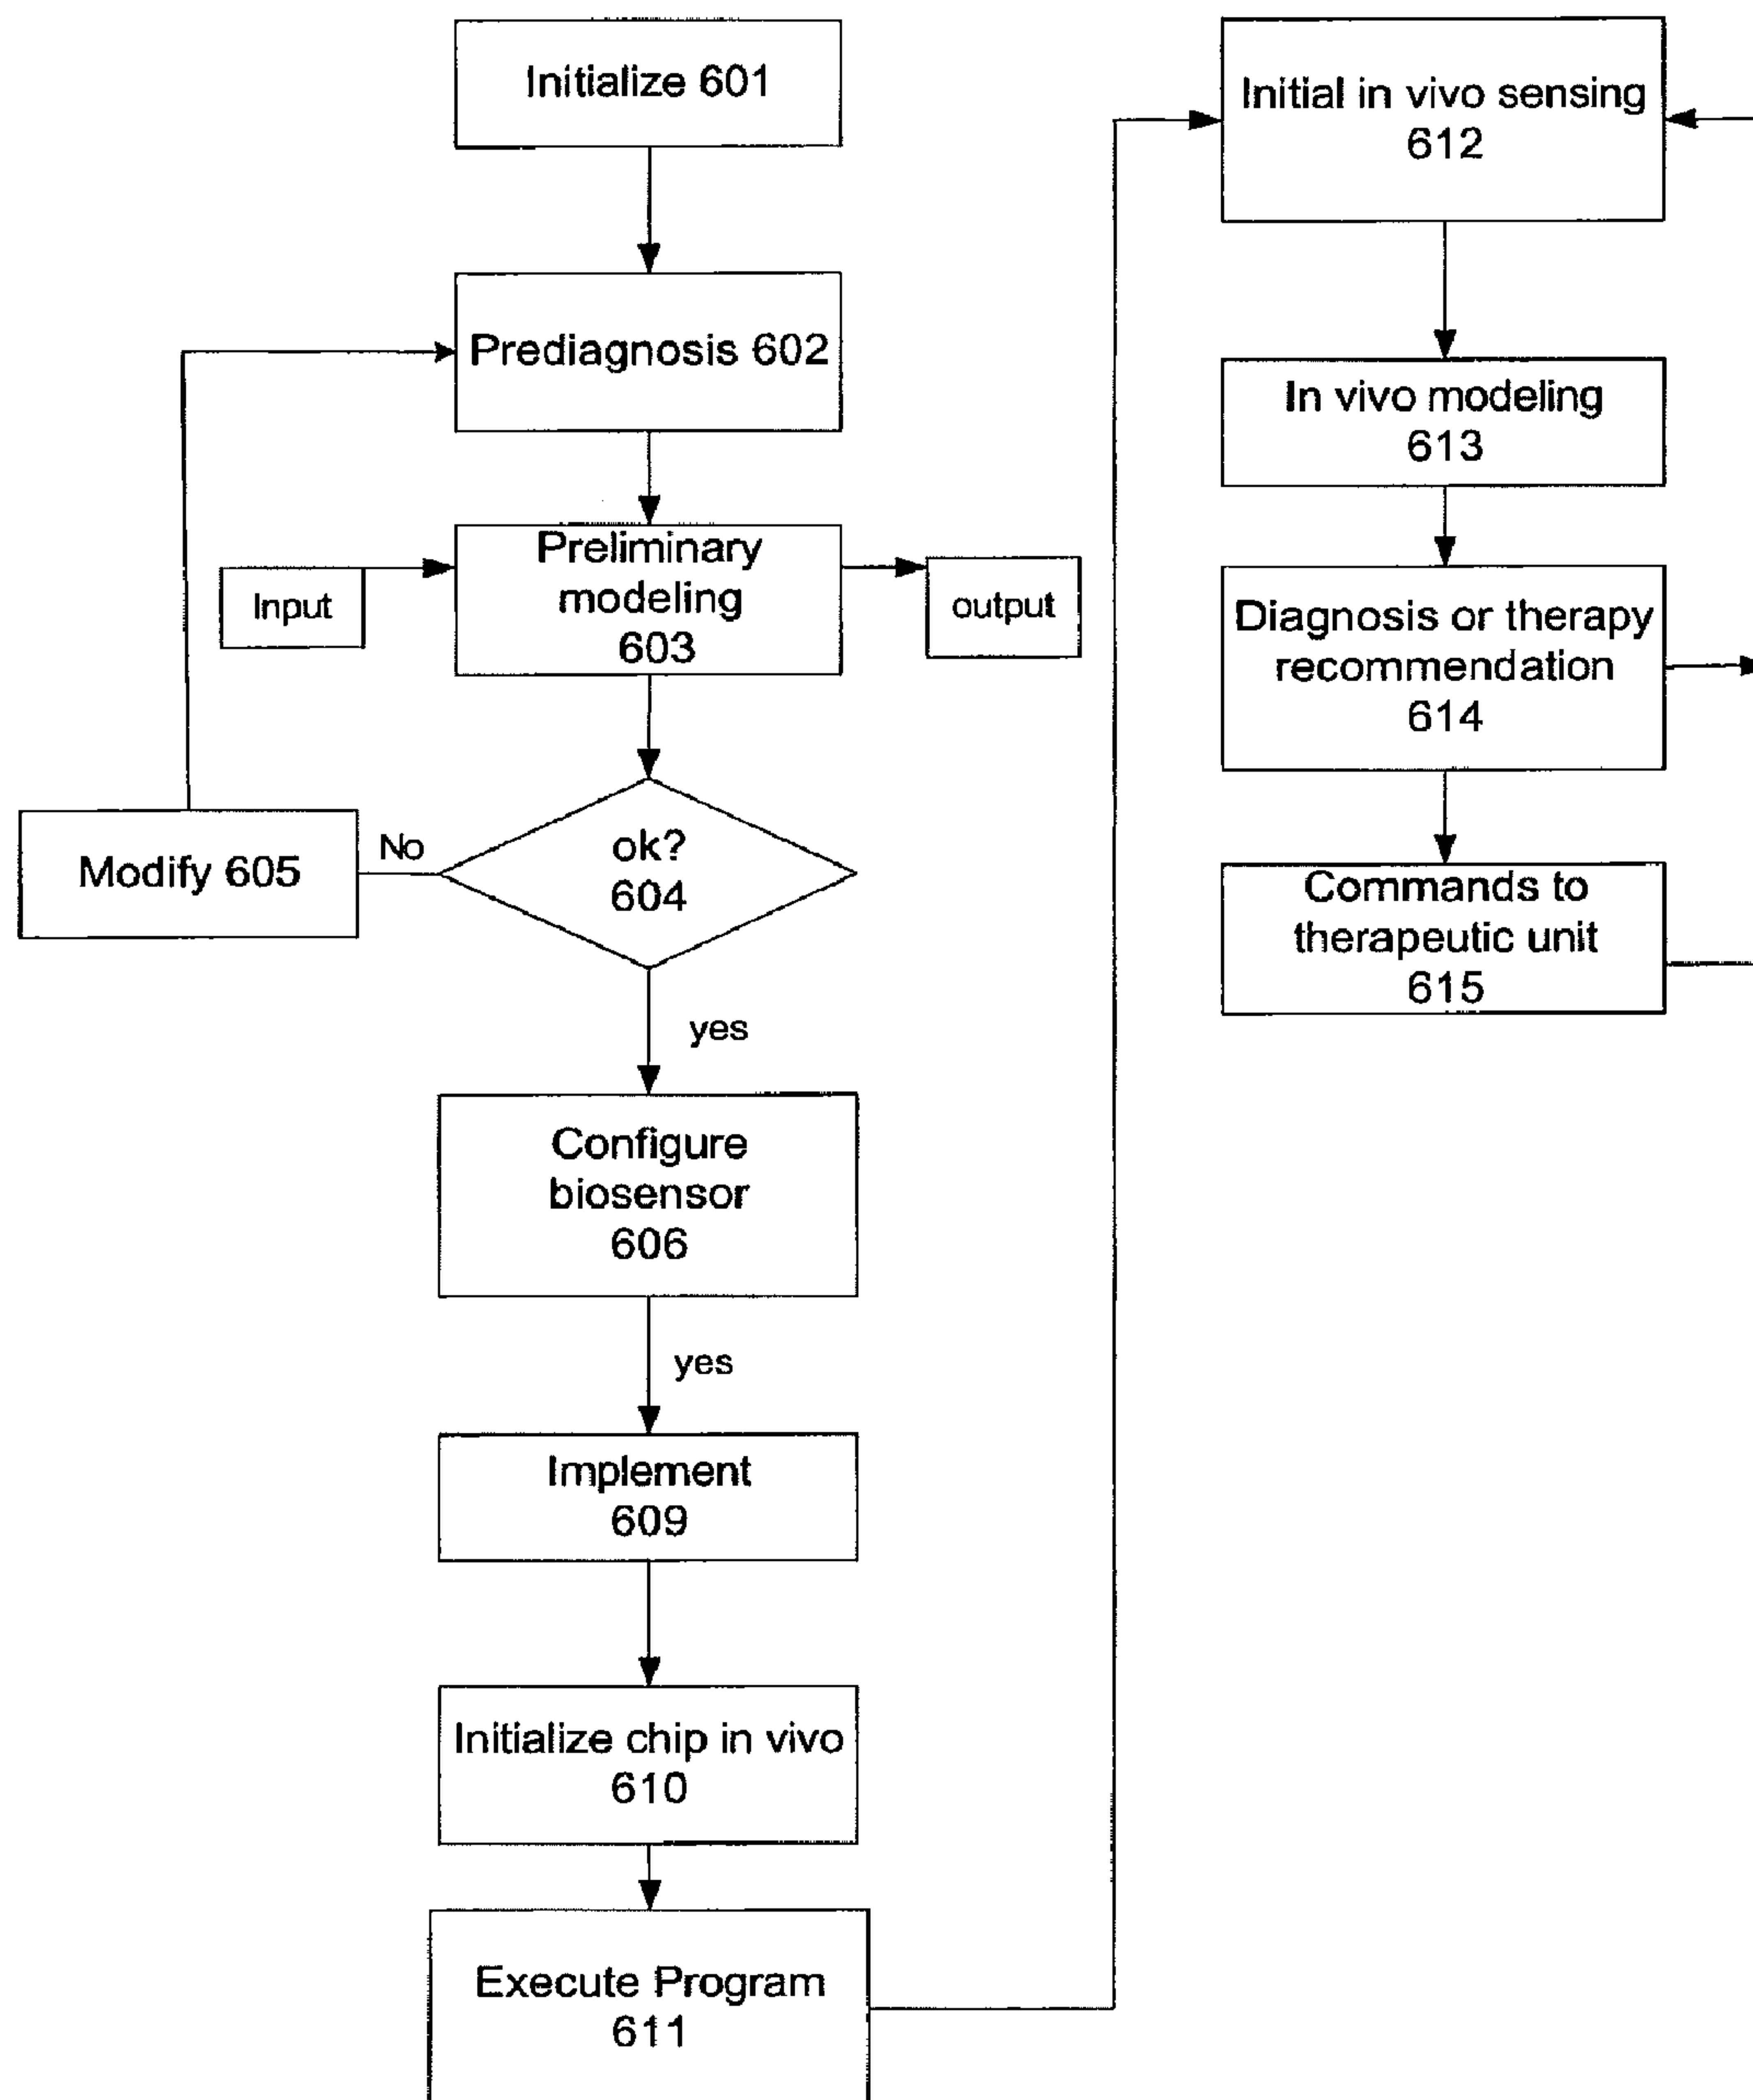 Initialize 601
Prediagnosis 602
Input
Preliminary
modeling
603
output
Modify 605
No
ok?
604
yes
Configure
biosensor
606
yes
Implement
609
Initialize chip in vivo
610
Execute Program
611
Initial in vivo sensing
612
In vivo modeling
613
Diagnosis or therapy
recommendation
614
Commands to
therapeutic unit
615